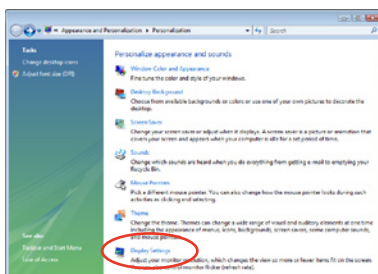 Appearance and Personalization ▸ Personalization
Search
Tasks
Change desktop icons
Adjust font size (DPI)
Personalize appearance and sounds
Window Color and Appearance
Fine tune the color and style of your windows.
Desktop Background
Choose from available backgrounds or colors or use one of your own pictures to decorate the
desktop.
Screen Saver
Change your screen saver or adjust when it displays. A screen saver is a picture or animation that
covers your screen and appears when your computer is idle for a set period of time.
Sounds
Change which sounds are heard when you do everything from getting e-mail to emptying your
Recycle Bin.
Mouse Pointers
Pick a different mouse pointer. You can also change how the mouse pointer looks during such
activities as clicking and selecting.
Theme
Change the theme. Themes can change a wide range of visual and auditory elements at one time
including the appearance of menus, icons, backgrounds, screen savers, some computer sounds,
and mouse pointers.
Display Settings
Adjust your monitor resolution, which changes the view so more or fewer items fit on the screen.
monitor flicker (refresh rate).
See also
Taskbar and Start Menu
Ease of Access